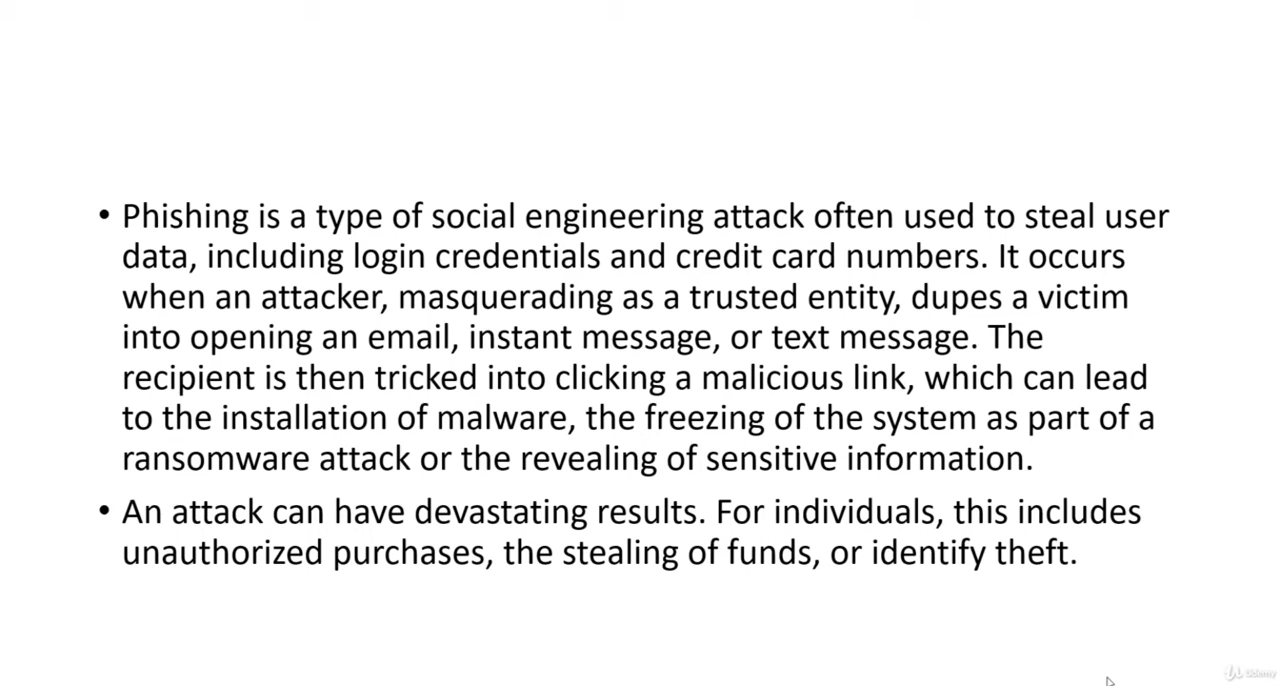 • Phishing is a type of social engineering attack often used to steal user
data, including login credentials and credit card numbers. It occurs
when an attacker, masquerading as a trusted entity, dupes a victim
into opening an email, instant message, or text message. The
recipient is then tricked into clicking a malicious link, which can lead
to the installation of malware, the freezing of the system as part of a
ransomware attack or the revealing of sensitive information.
• An attack can have devastating results. For individuals, this includes
unauthorized purchases, the stealing of funds, or identify theft.
Udemy